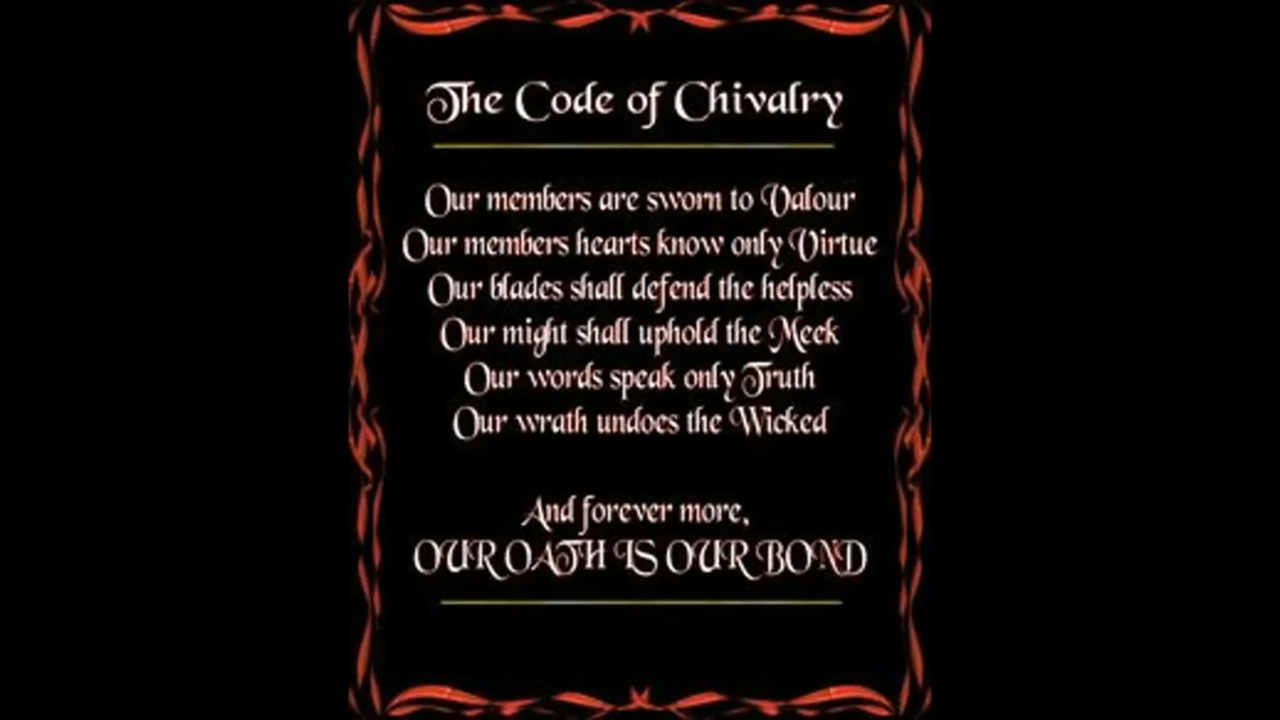 The Code of Chivalry
Our members are sworn to Valour
Our members hearts know only Virtue
Our blades shall defend the helpless
Our might shall uphold the Meek
Our words speak only Truth
Our wrath undoes the Wicked
And forever more,
OUR OATH IS OUR BOND